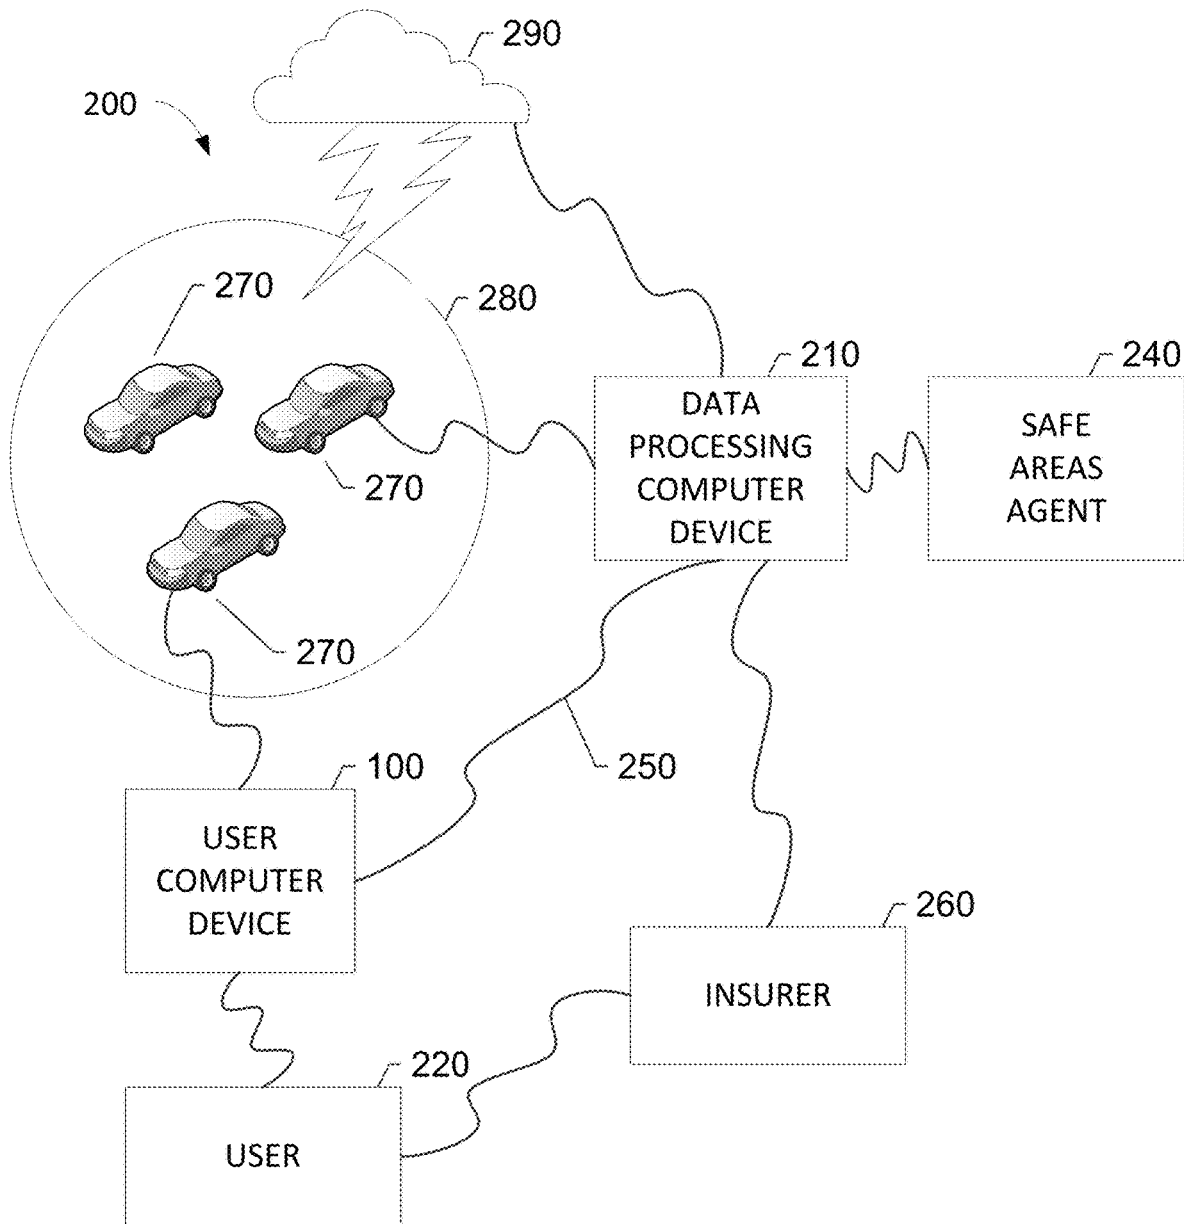 290
200
270
280
210
240
DATA
PROCESSING
COMPUTER
DEVICE
SAFE
AREAS
AGENT
270
270
100
250
USER
COMPUTER
DEVICE
260
INSURER
220
USER